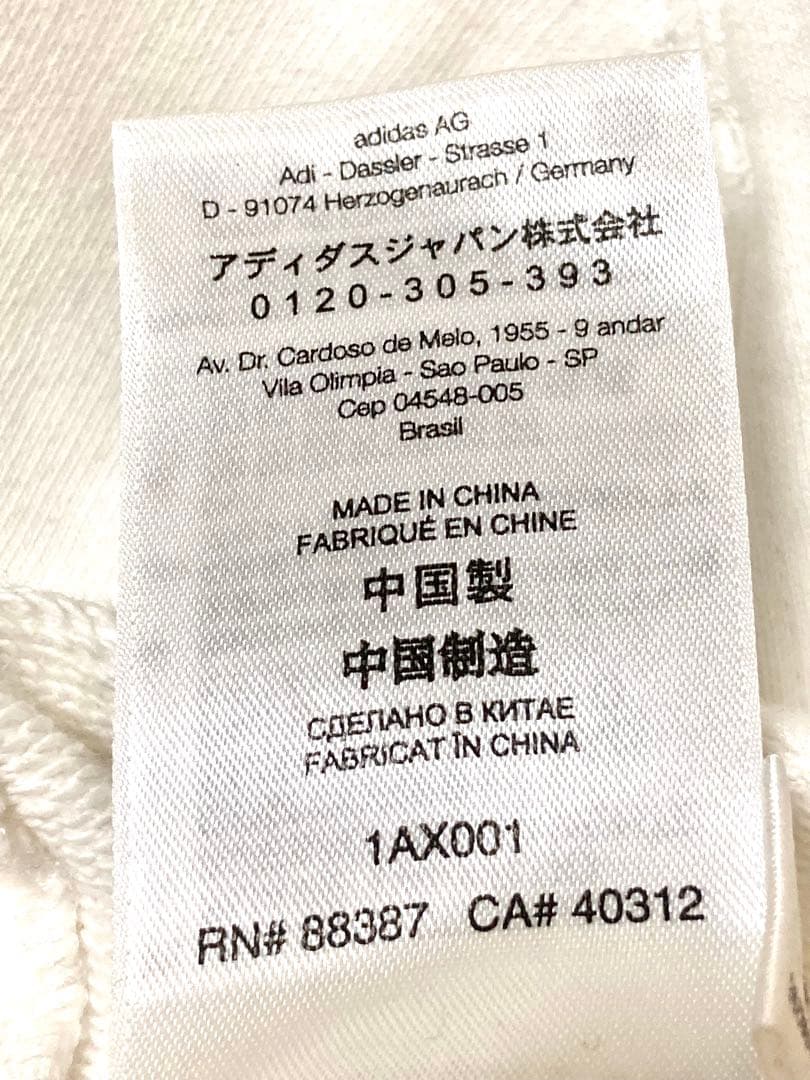 adidas AG
Adi - Dassler - Strasse 1
D - 91074 Herzogenaurach / Germany
アディダスジャパン株式会社
0120-305-393
Av. Dr. Cardoso de Melo, 1955 - 9 andar
Vila Olimpia - Sao Paulo - SP
Cep 04548-005
Brasil
MADE IN CHINA
FABRIQUÉ EN CHINE
中国製
中国制造
СДЕЛАНО В КИТАЕ
FABRICAT ÎN CHINA
1AX001
RN# 88387 CA# 40312